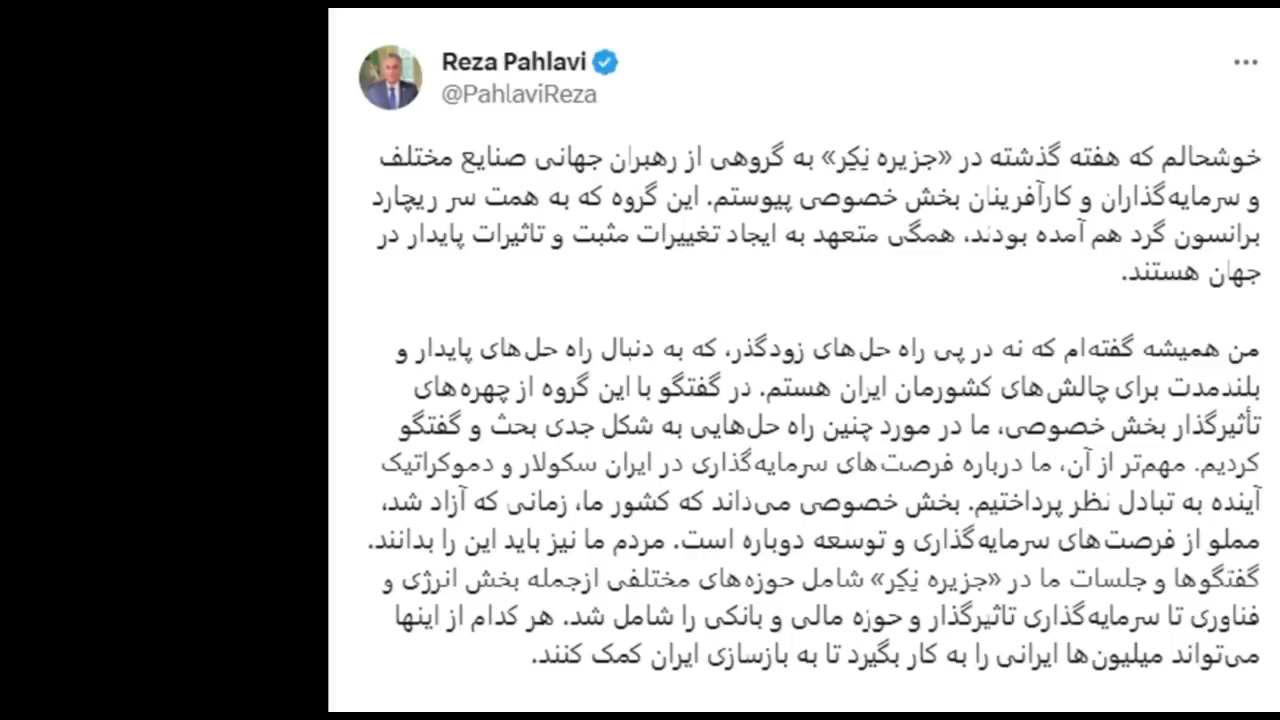 Reza Pahlavi
@PahlaviReza
خوشحالم که هفته گذشته در «جزیره نِکِر» به گروهی از رهبران جهانی صنایع مختلف
و سرمایه‌گذاران و کارآفرینان بخش خصوصی پیوستم. این گروه که به همت سر ریچارد
برانسون گرد هم آمده بودند، همگی متعهد به ایجاد تغییرات مثبت و تاثیرات پایدار در
جهان هستند.
من همیشه گفته‌ام که نه در پی راه حل‌های زودگذر، که به دنبال راه حل‌های پایدار و
بلندمدت برای چالش‌های کشورمان ایران هستم. در گفتگو با این گروه از چهره‌های
تأثیرگذار بخش خصوصی، ما در مورد چنین راه حل‌هایی به شکل جدی بحث و گفتگو
کردیم. مهم‌تر از آن، ما درباره فرصت‌های سرمایه‌گذاری در ایران سکولار و دموکراتیک
آینده به تبادل نظر پرداختیم. بخش خصوصی می‌داند که کشور ما، زمانی که آزاد شد،
مملو از فرصت‌های سرمایه‌گذاری و توسعه دوباره است. مردم ما نیز باید این را بدانند.
گفتگوها و جلسات ما در «جزیره نِکِر» شامل حوزه‌های مختلفی ازجمله بخش انرژی و
فناوری تا سرمایه‌گذاری تاثیرگذار و حوزه مالی و بانکی را شامل شد. هر کدام از اینها
می‌تواند میلیون‌ها ایرانی را به کار بگیرد تا به بازسازی ایران کمک کنند.